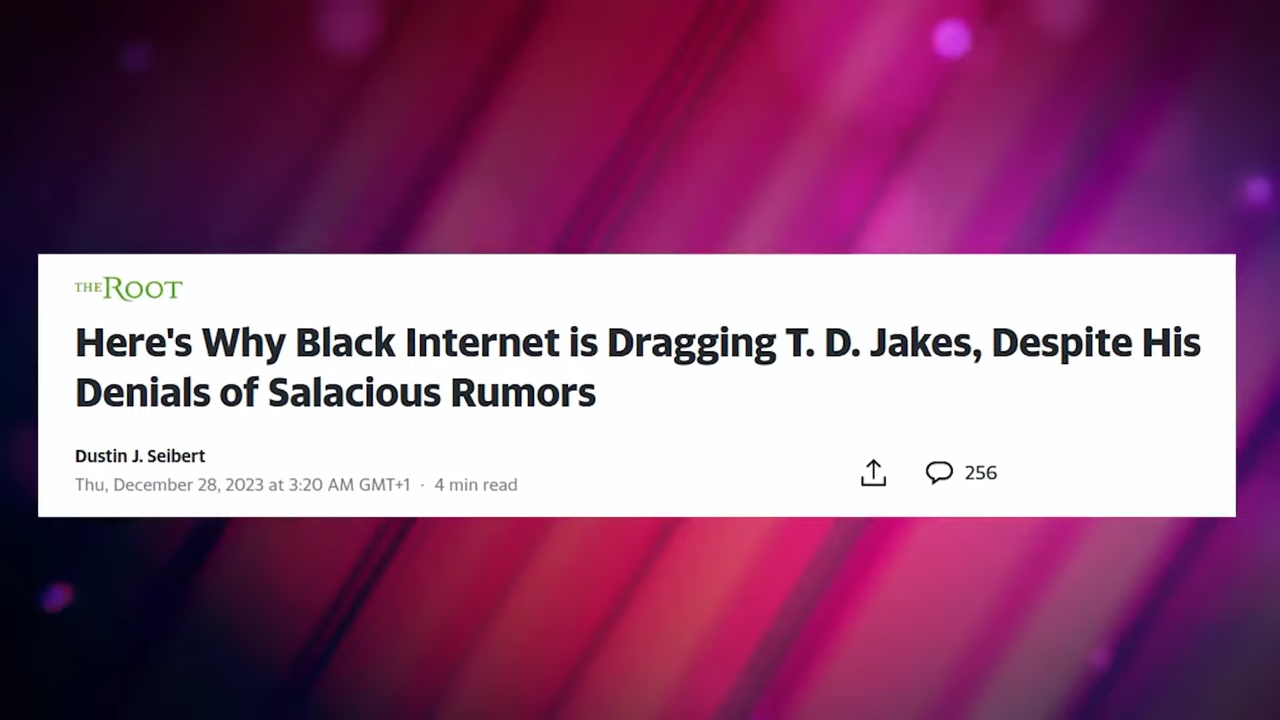 THE ROOT
Here's Why Black Internet is Dragging T. D. Jakes, Despite His
Denials of Salacious Rumors
Dustin J. Seibert
Thu, December 28, 2023 at 3:20 AM GMT+1 · 4 min read
256